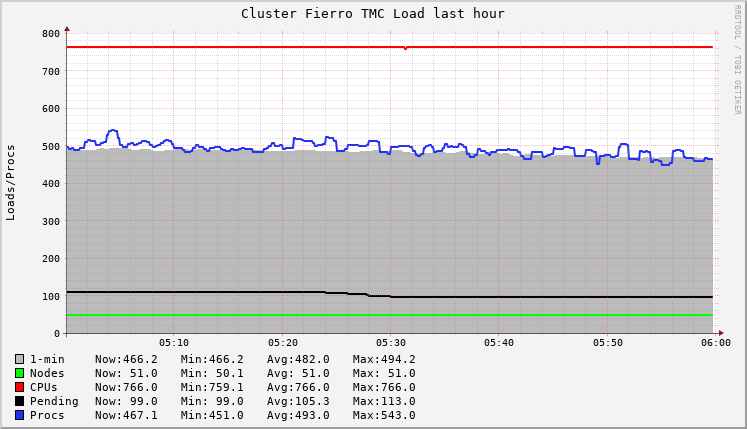 Cluster Fierro TMC Load last hour
RRDTOOL / TOBI OETIKER
Loads/Procs
800
700
600
500
400
300
200
100
0
05:10 05:20 05:30 05:40 05:50 06:00
1-min Now:466.2 Min:466.2 Avg:482.0 Max:494.2
Nodes Now: 51.0 Min: 50.1 Avg: 51.0 Max: 51.0
CPUs Now:766.0 Min:759.1 Avg:766.0 Max:766.0
Pending Now: 99.0 Min: 99.0 Avg:105.3 Max:113.0
Procs Now:467.1 Min:451.0 Avg:493.0 Max:543.0